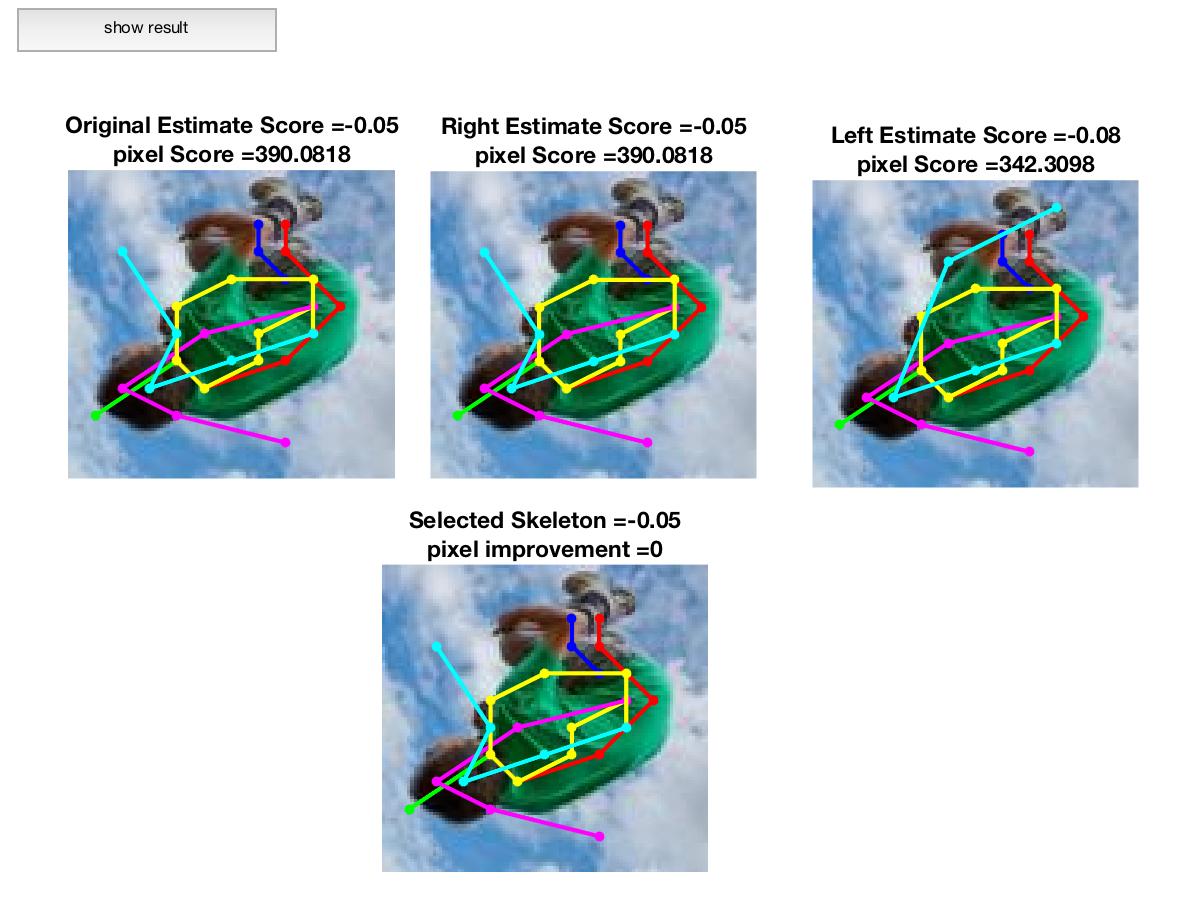 show result
Original Estimate Score =-0.05
pixel Score =390.0818
Right Estimate Score =-0.05
pixel Score =390.0818
Left Estimate Score =-0.08
pixel Score =342.3098
Selected Skeleton =-0.05
pixel improvement =0